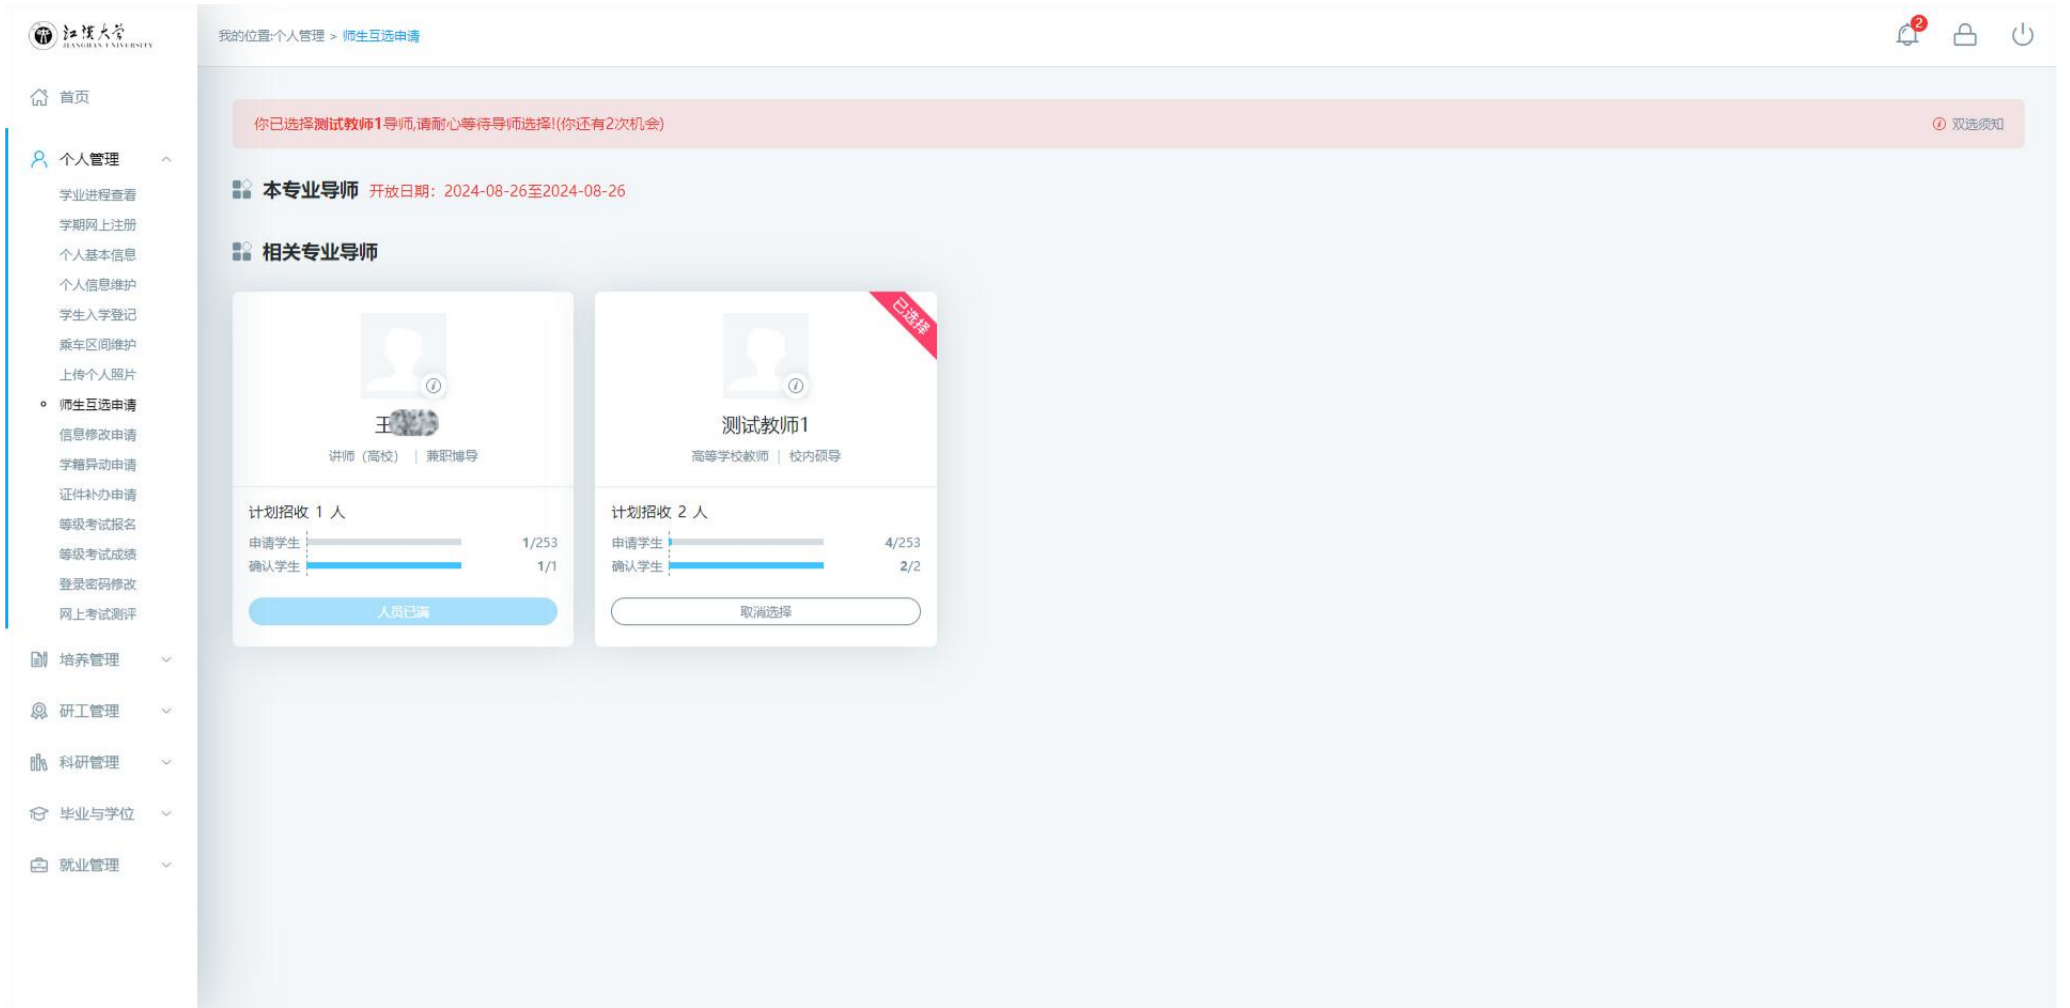 江汉大学
JIANGHAN UNIVERSITY
我的位置:个人管理 > 师生互选申请
2
首页
个人管理
学业进程查看
学期网上注册
个人基本信息
个人信息维护
学生入学登记
乘车区间维护
上传个人照片
师生互选申请
信息修改申请
学籍异动申请
证件补办申请
等级考试报名
等级考试成绩
登录密码修改
网上考试测评
培养管理
研工管理
科研管理
毕业与学位
就业管理
你已选择测试教师1导师,请耐心等待导师选择!(你还有2次机会)
双选须知
本专业导师 开放日期：2024-08-26至2024-08-26
相关专业导师
王
讲师（高校） | 兼职博导
计划招收 1 人
申请学生 1/253
确认学生 1/1
人员已满
已选择
测试教师1
高等学校教师 | 校内硕导
计划招收 2 人
申请学生 4/253
确认学生 2/2
取消选择